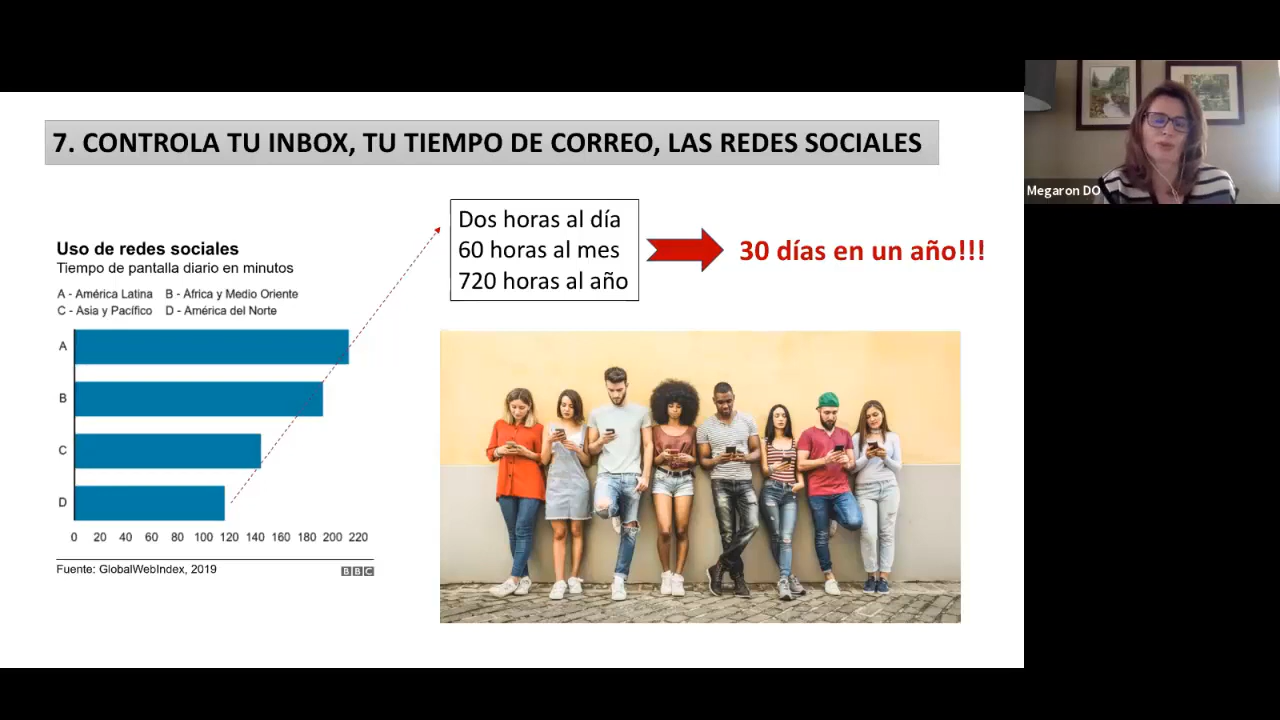 7. CONTROLA TU INBOX, TU TIEMPO DE CORREO, LAS REDES SOCIALES
Megaron DO
Dos horas al día
60 horas al mes
720 horas al año
30 días en un año!!!
Uso de redes sociales
Tiempo de pantalla diario en minutos
A - América Latina B - Africa y Medio Oriente
C - Asia y Pacífico D - América del Norte
A
B
C
D
0 20 40 60 80 100 120 140 160 180 200 220
Fuente: GlobalWebIndex, 2019
BBC